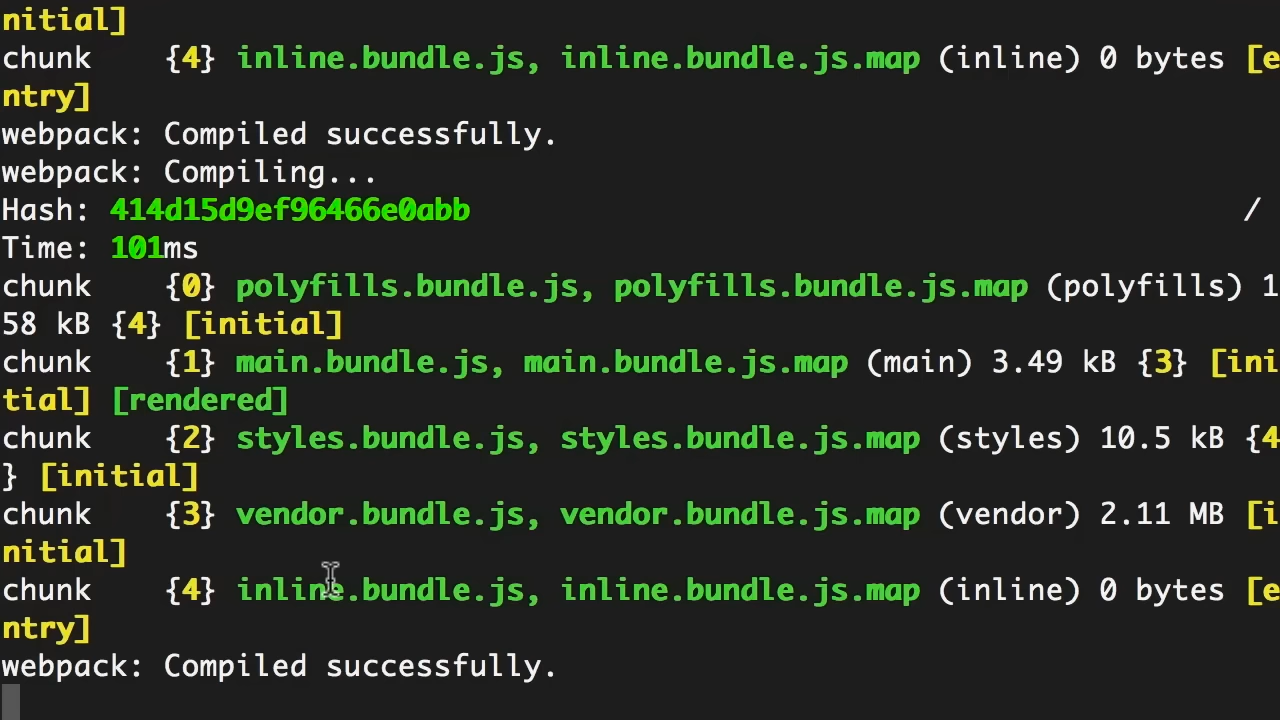 nitial]
chunk    {4} inline.bundle.js, inline.bundle.js.map (inline) 0 bytes [e
ntry]
webpack: Compiled successfully.
webpack: Compiling...
Hash: 414d15d9ef96466e0abb /
Time: 101ms
chunk    {0} polyfills.bundle.js, polyfills.bundle.js.map (polyfills) 1
58 kB {4} [initial]
chunk    {1} main.bundle.js, main.bundle.js.map (main) 3.49 kB {3} [ini
tial] [rendered]
chunk    {2} styles.bundle.js, styles.bundle.js.map (styles) 10.5 kB {4
} [initial]
chunk    {3} vendor.bundle.js, vendor.bundle.js.map (vendor) 2.11 MB [i
nitial]
chunk    {4} inline.bundle.js, inline.bundle.js.map (inline) 0 bytes [e
ntry]
webpack: Compiled successfully.